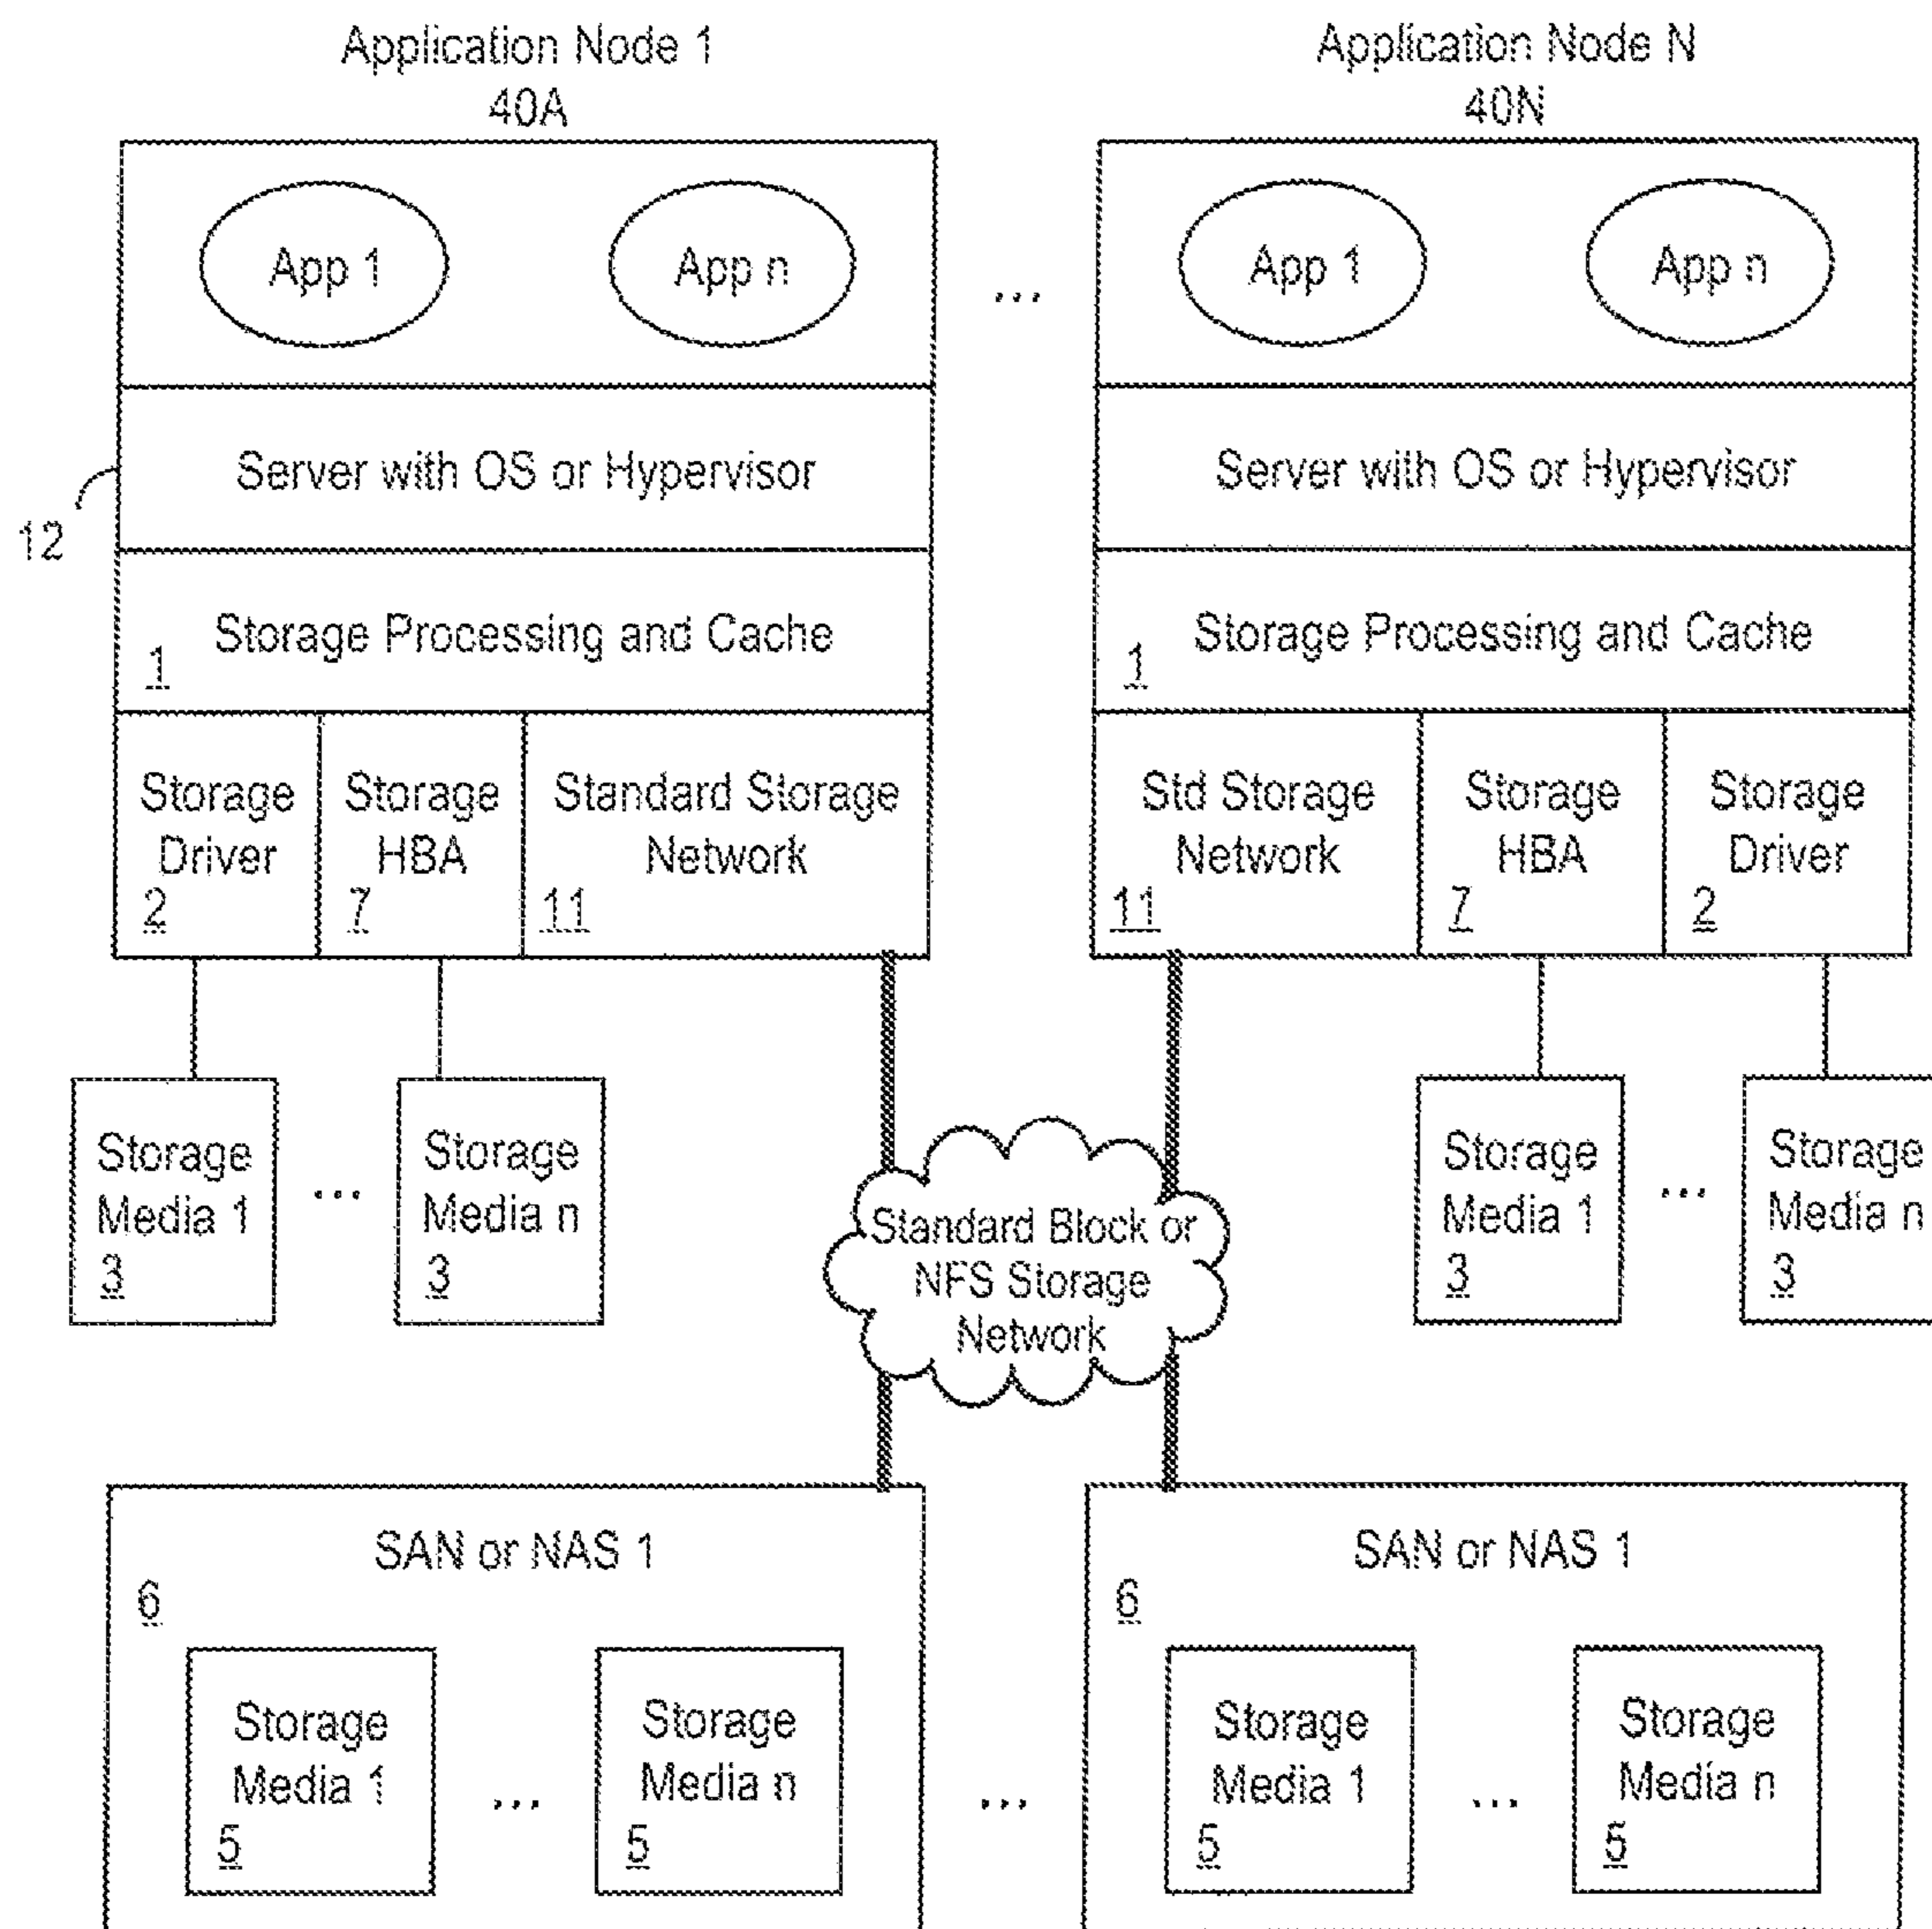 Application Node 1
40A
Application Node N
40N
App 1
App n
...
App 1
App n
Server with OS or Hypervisor
Server with OS or Hypervisor
12
Storage Processing and Cache
1
Storage Processing and Cache
1
Storage
Driver
2
Storage
HBA
7
Standard Storage
Network
11
Std Storage
Network
11
Storage
HBA
7
Storage
Driver
2
Storage
Media 1
3
...
Storage
Media n
3
Standard Block or
NFS Storage
Network
Storage
Media 1
3
...
Storage
Media n
3
SAN or NAS 1
6
Storage
Media 1
5
...
Storage
Media n
5
...
SAN or NAS 1
6
Storage
Media 1
5
...
Storage
Media n
5